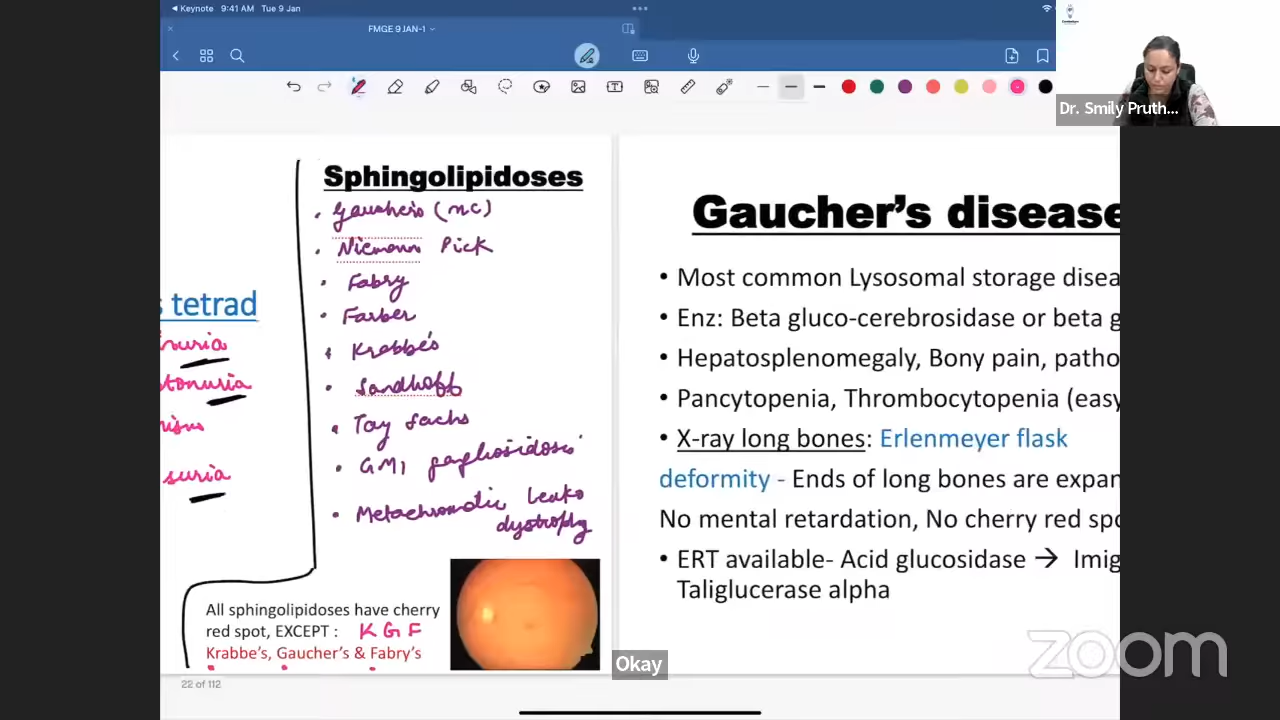 Keynote 9:41 AM Tue 9 Jan
FMGE 9 JAN-1
Dr. Smily Pruth...
s tetrad
nuria
tonuria
suria
Sphingolipidoses
• Gauchers (mc)
• Niemann Pick
• Fabry
• Farber
• Krabbe's
• Sandhoff
• Tay Sachs
• GM1 gangliosidosis
• Metachromatic Leuko
dystrophy
All sphingolipidoses have cherry
red spot, EXCEPT : K G F
Krabbe's, Gaucher's & Fabry's
22 of 112
Gaucher's disease
• Most common Lysosomal storage disea
• Enz: Beta gluco-cerebrosidase or beta g
• Hepatosplenomegaly, Bony pain, patho
• Pancytopenia, Thrombocytopenia (easy
• X-ray long bones: Erlenmeyer flask
deformity - Ends of long bones are expan
No mental retardation, No cherry red spo
• ERT available- Acid glucosidase → Imig
Taliglucerase alpha
Okay
zoom